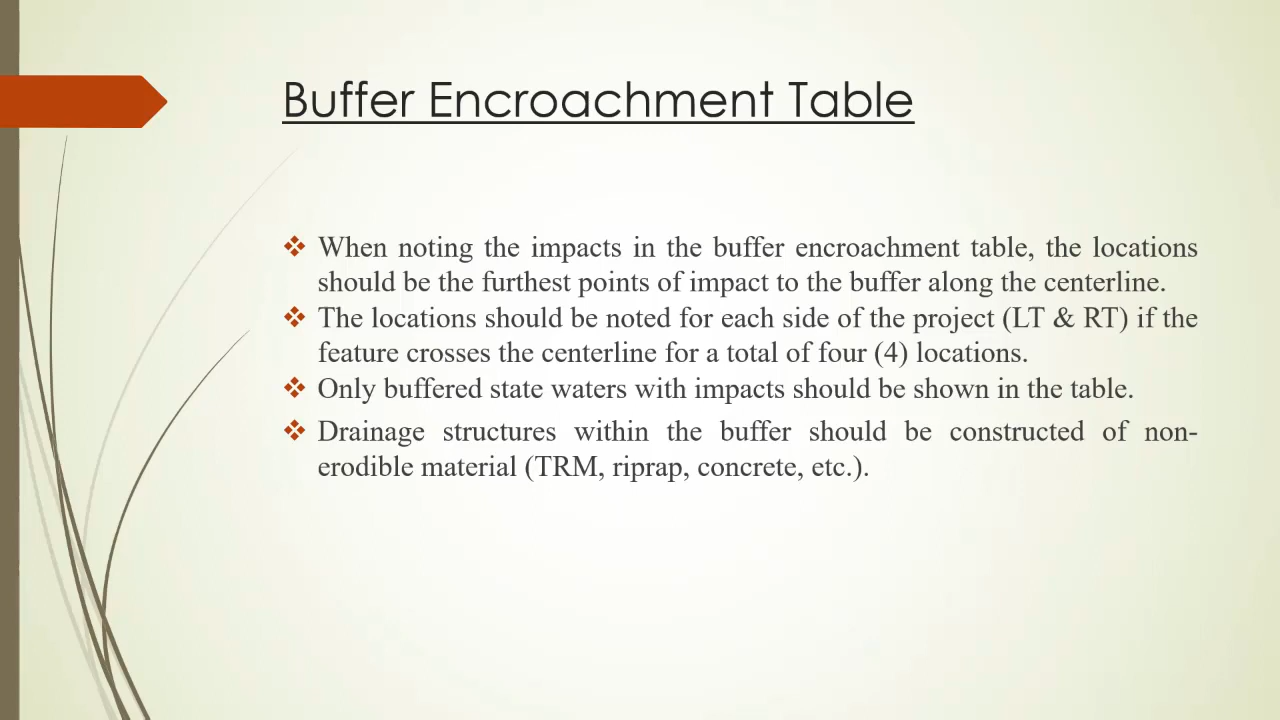 Buffer Encroachment Table
When noting the impacts in the buffer encroachment table, the locations
should be the furthest points of impact to the buffer along the centerline.
The locations should be noted for each side of the project (LT & RT) if the
feature crosses the centerline for a total of four (4) locations.
Only buffered state waters with impacts should be shown in the table.
Drainage structures within the buffer should be constructed of non-
erodible material (TRM, riprap, concrete, etc.).